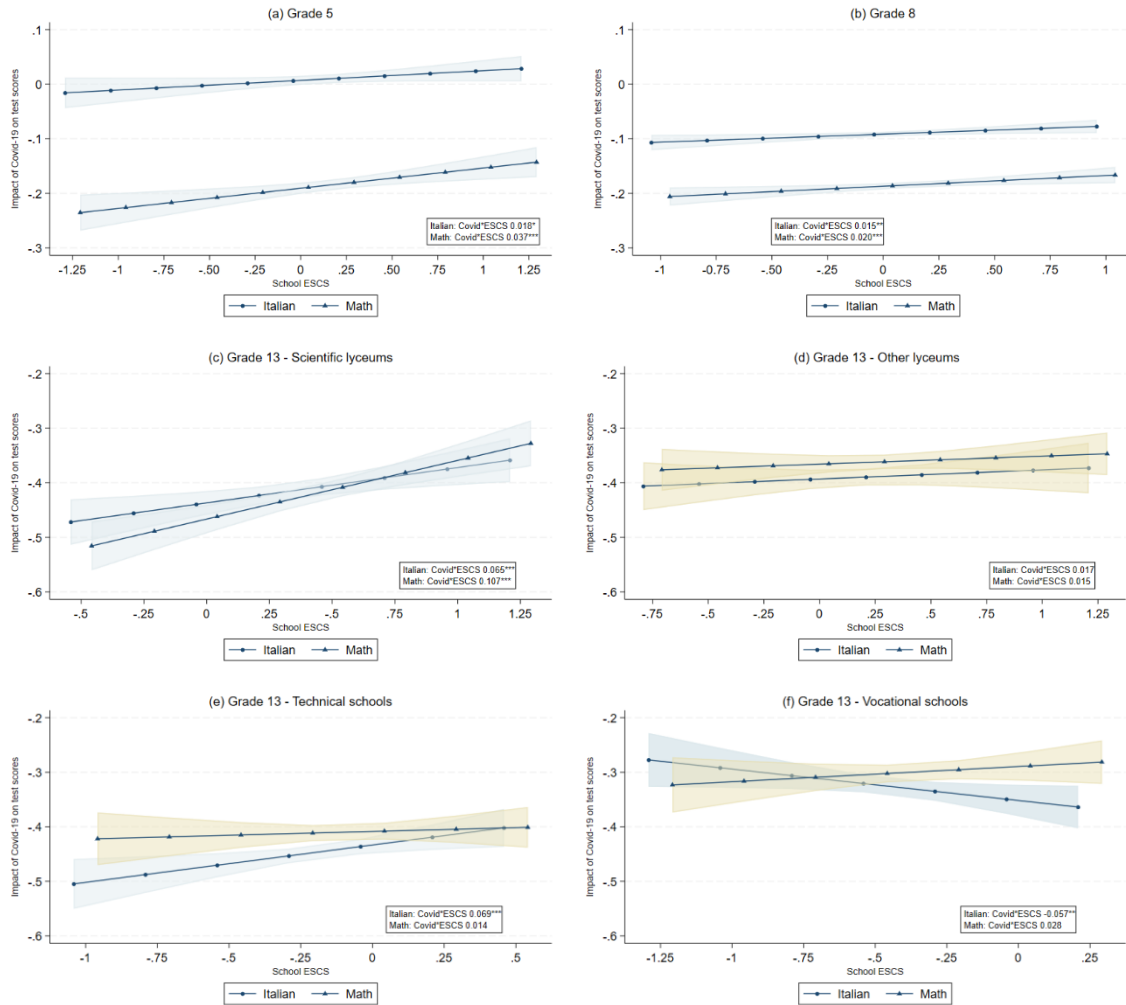 (a) Grade 5
Impact of Covid-19 on test scores
.1
0
-.1
-.2
-.3
Italian: Covid*ESCS 0.018*
Math: Covid*ESCS 0.037***
-1.25 -1 -.75 -.50 -.25 0 .25 .50 .75 1 1.25
School ESCS
Italian Math
(b) Grade 8
Impact of Covid-19 on test scores
.1
0
-.1
-.2
-.3
Italian: Covid*ESCS 0.015**
Math: Covid*ESCS 0.020***
-1 -0.75 -.50 -.25 0 .25 .50 .75 1
School ESCS
Italian Math
(c) Grade 13 - Scientific lyceums
Impact of Covid-19 on test scores
-.2
-.3
-.4
-.5
-.6
Italian: Covid*ESCS 0.065***
Math: Covid*ESCS 0.107***
-.5 -.25 0 .25 -.5 .75 1 1.25
School ESCS
Italian Math
(d) Grade 13 - Other lyceums
Impact of Covid-19 on test scores
-.2
-.3
-.4
-.5
-.6
Italian: Covid*ESCS 0.017
Math: Covid*ESCS 0.015
-.75 -.5 -.25 0 .25 .5 .75 1 1.25
School ESCS
Italian Math
(e) Grade 13 - Technical schools
Impact of Covid-19 on test scores
-.2
-.3
-.4
-.5
-.6
Italian: Covid*ESCS 0.069***
Math: Covid*ESCS 0.014
-1 -.75 -.5 -.25 0 .25 .5
School ESCS
Italian Math
(f) Grade 13 - Vocational schools
Impact of Covid-19 on test scores
-.2
-.3
-.4
-.5
-.6
Italian: Covid*ESCS -0.057**
Math: Covid*ESCS 0.028
-1.25 -1 -.75 -.5 -.25 0 .25
School ESCS
Italian Math